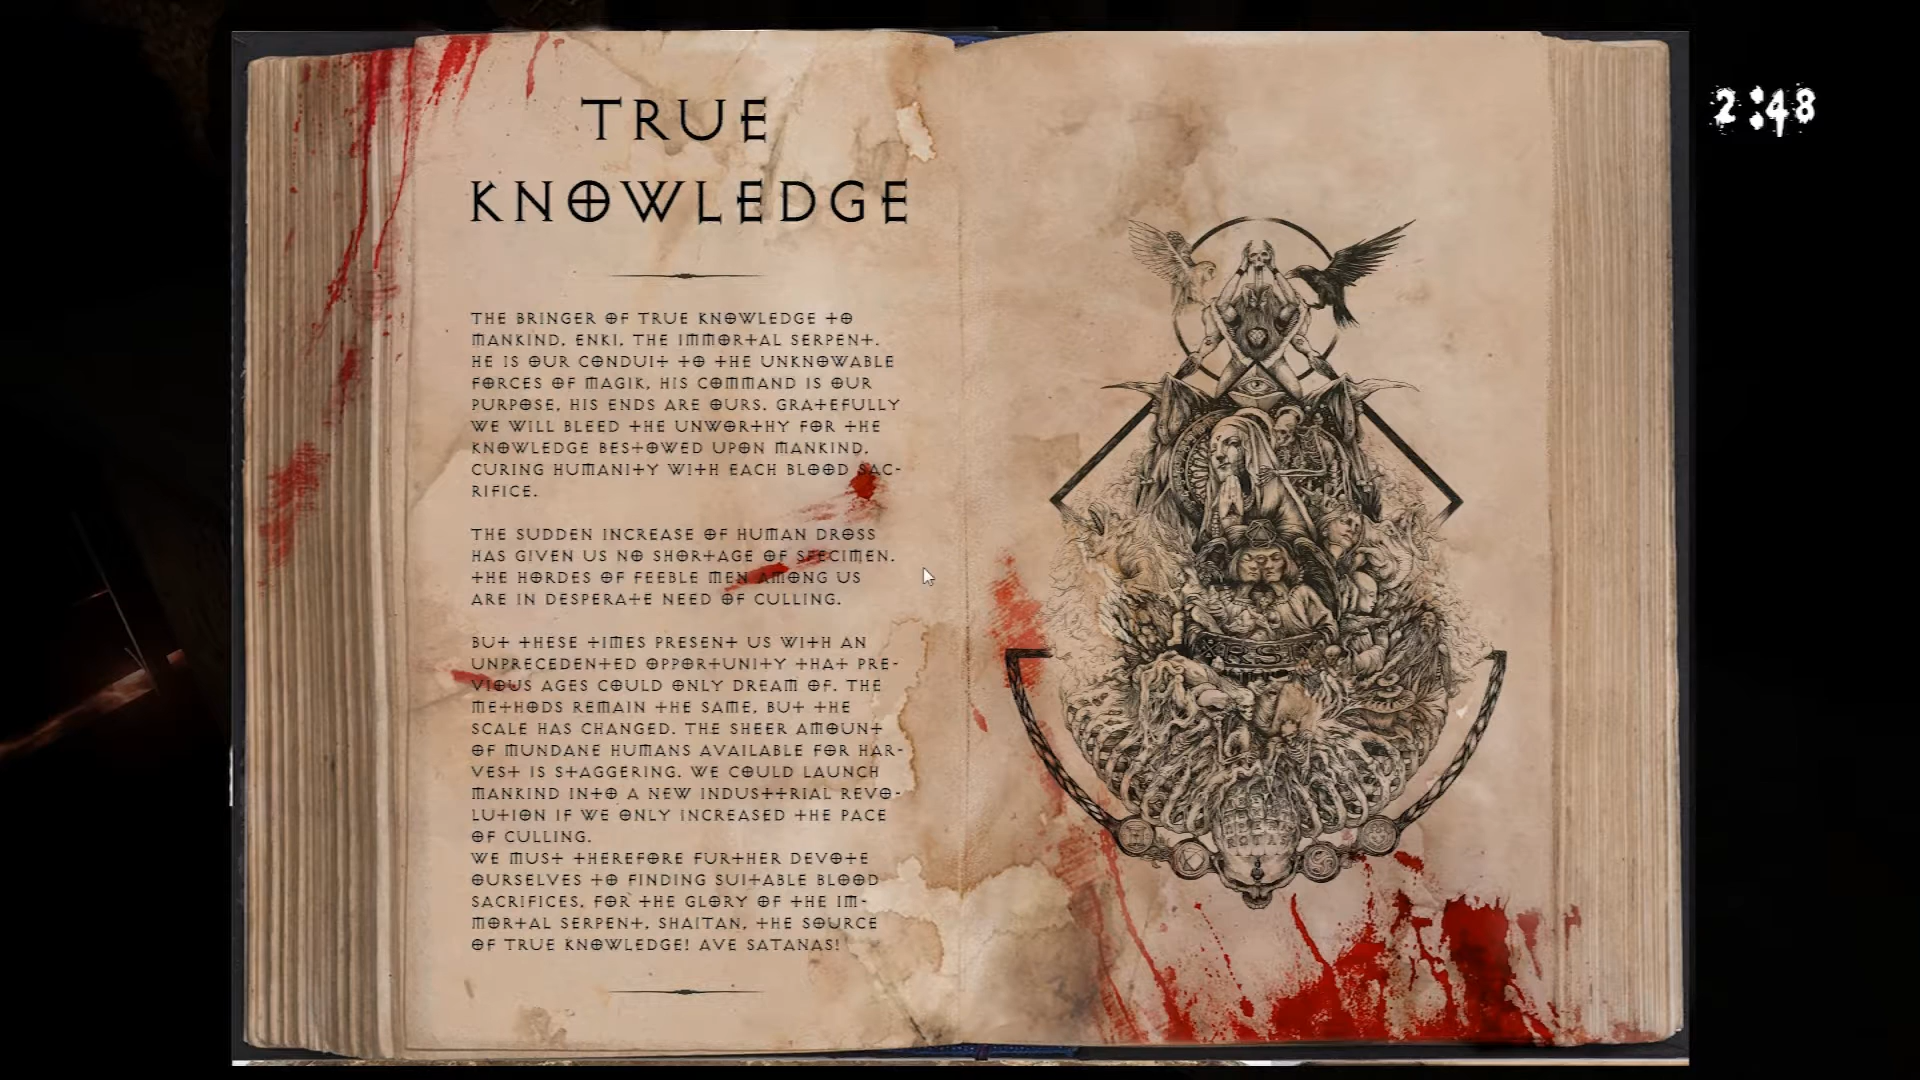 TRUE
KNOWLEDGE
2:48
THE BRINGER OF TRUE KNOWLEDGE TO
MANKIND. ENKI. THE IMMORTAL SERPENT.
HE IS OUR CONDUIT TO THE UNKNOWABLE
FORCES OF MAGIK, HIS COMMAND IS OUR
PURPOSE, HIS ENDS ARE OURS. GRATEFULLY
WE WILL BLEED THE UNWORTHY FOR THE
KNOWLEDGE BESTOWED UPON MANKIND,
CURING HUMANITY WITH EACH BLOOD SAC-
RIFICE.
THE SUDDEN INCREASE OF HUMAN DROSS
HAS GIVEN US NO SHORTAGE OF SPECIMEN.
THE HORDES OF FEEBLE MEN AMONG US
ARE IN DESPERATE NEED OF CULLING.
BUT THESE TIMES PRESENT US WITH AN
UNPRECEDENTED OPPORTUNITY THAT PRE-
VIOUS AGES COULD ONLY DREAM OF. THE
METHODS REMAIN THE SAME, BUT THE
SCALE HAS CHANGED. THE SHEER AMOUNT
OF MUNDANE HUMANS AVAILABLE FOR HAR-
VEST IS STAGGERING. WE COULD LAUNCH
MANKIND INTO A NEW INDUSTTRIAL REVO-
LUTION IF WE ONLY INCREASED THE PACE
OF CULLING.
WE MUST THEREFORE FURTHER DEVOTE
OURSELVES TO FINDING SUITABLE BLOOD
SACRIFICES, FOR THE GLORY OF THE IM-
MORTAL SERPENT, SHAITAN, THE SOURCE
OF TRUE KNOWLEDGE! AVE SATANAS!